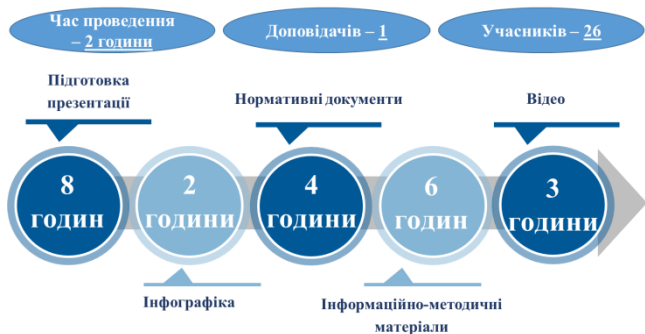 Час проведення
– 2 години
Доповідачів – 1
Учасників – 26
Підготовка
презентації
Нормативні документи
Відео
8
годин
2
години
4
години
6
годин
3
години
Інфографіка
Інформаційно-методичні
матеріали